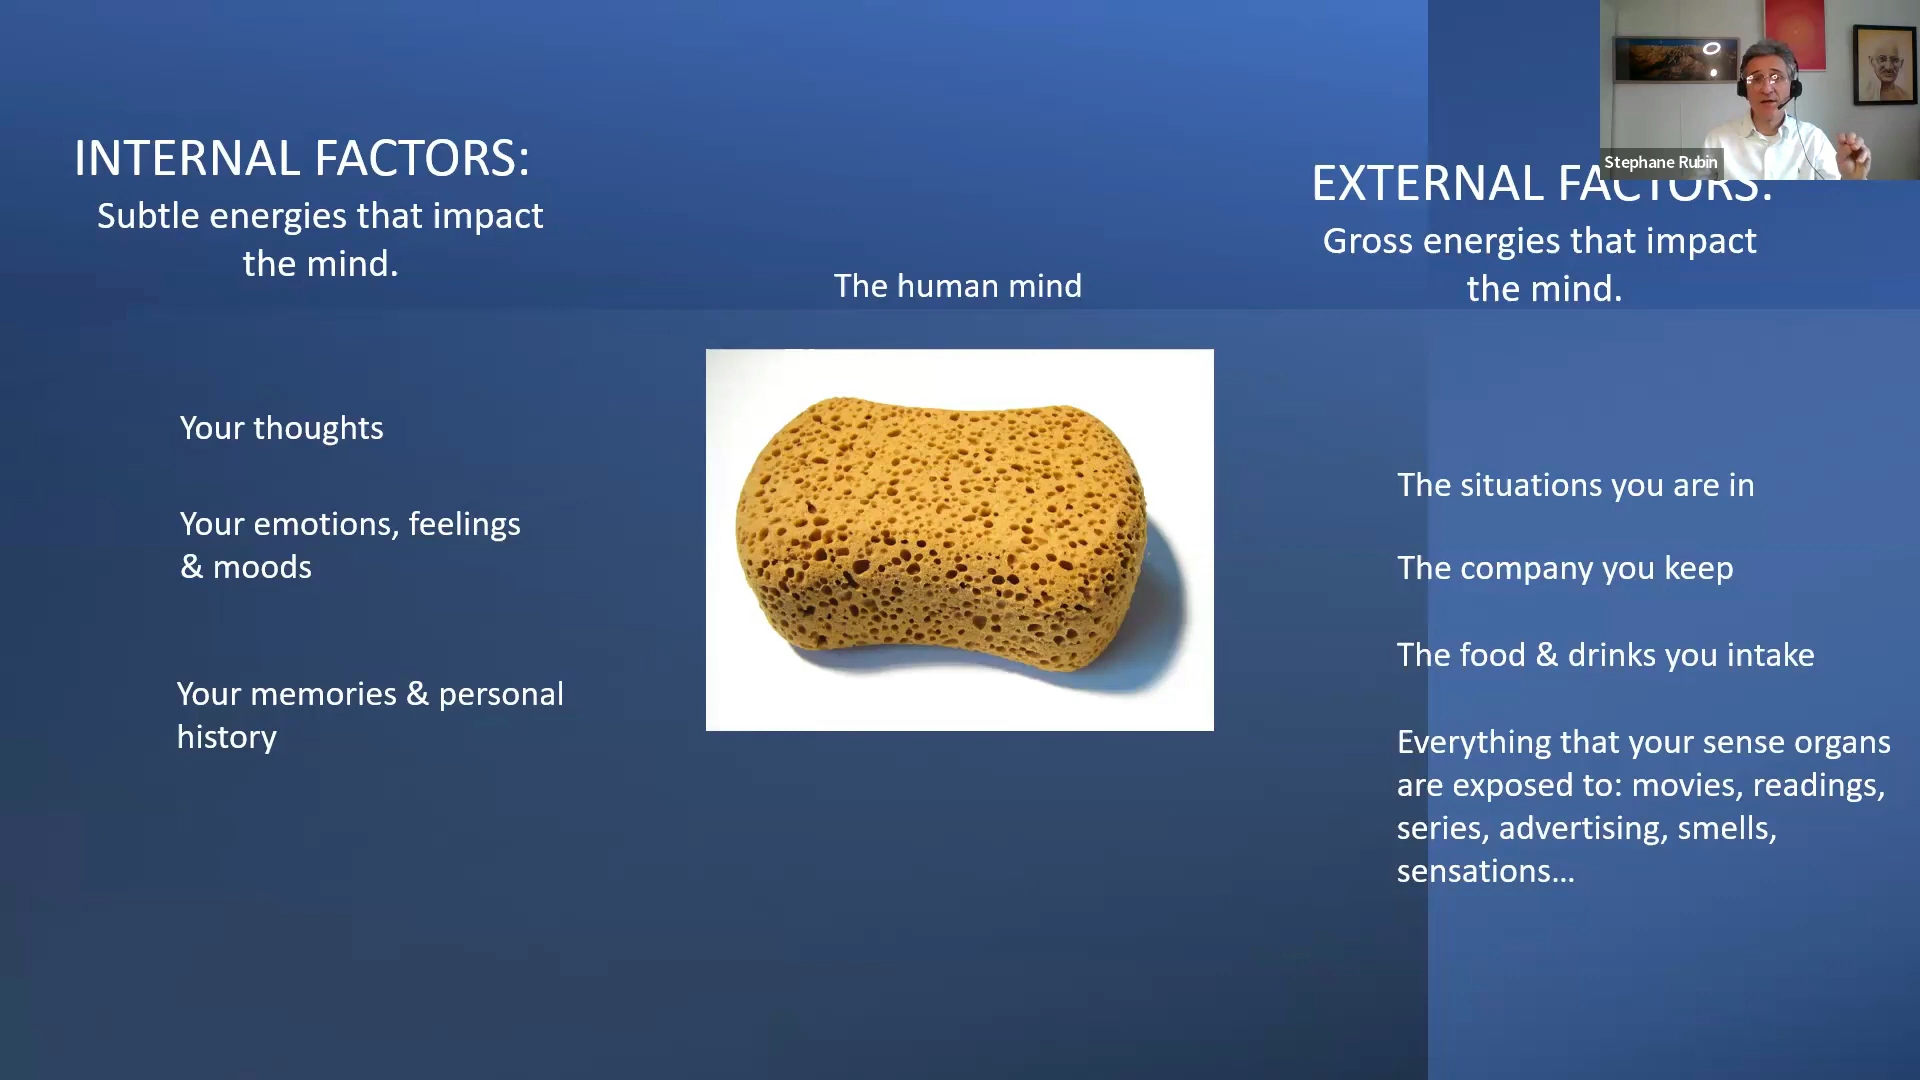 INTERNAL FACTORS:
Subtle energies that impact
the mind.
Your thoughts
Your emotions, feelings
& moods
Your memories & personal
history
The human mind
Stephane Rubin
EXTERNAL FACTORS:
Gross energies that impact
the mind.
The situations you are in
The company you keep
The food & drinks you intake
Everything that your sense organs
are exposed to: movies, readings,
series, advertising, smells,
sensations...